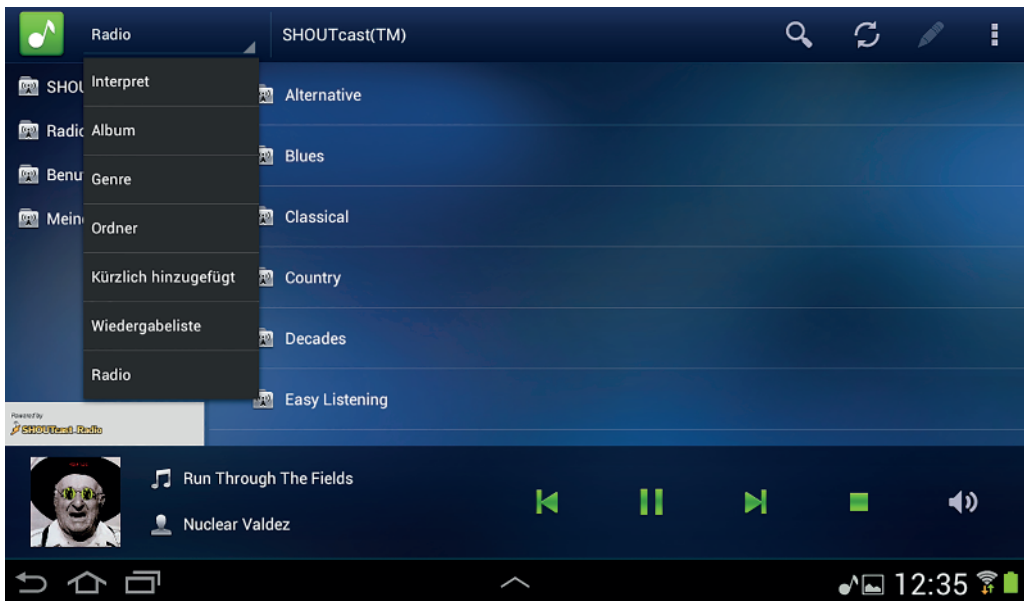 Radio
SHOUTcast(TM)
SHOU
Radio
Benu
Mein
Interpret
Album
Genre
Ordner
Kürzlich hinzugefügt
Wiedergabeliste
Radio
Alternative
Blues
Classical
Country
Decades
Easy Listening
Powered by
SHOUTcast Radio
Run Through The Fields
Nuclear Valdez
12:35